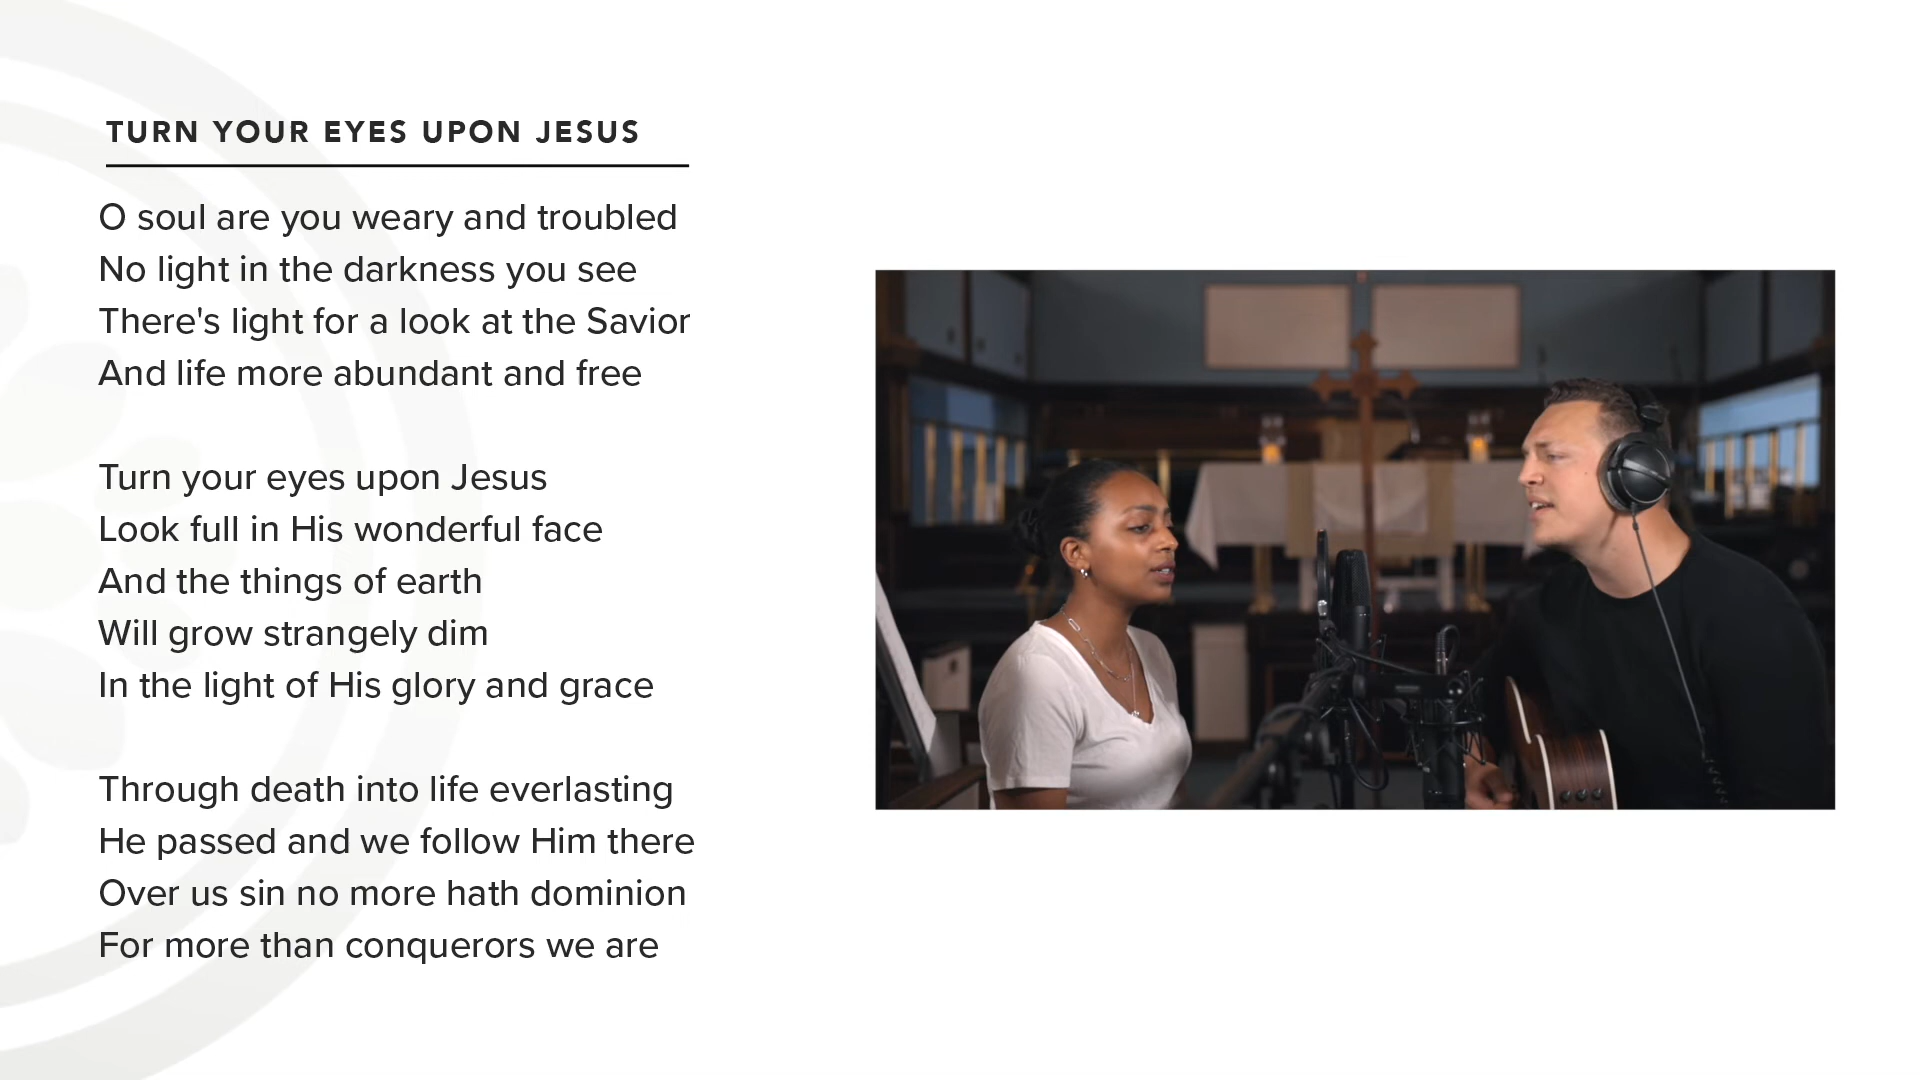 TURN YOUR EYES UPON JESUS
O soul are you weary and troubled
No light in the darkness you see
There's light for a look at the Savior
And life more abundant and free
Turn your eyes upon Jesus
Look full in His wonderful face
And the things of earth
Will grow strangely dim
In the light of His glory and grace
Through death into life everlasting
He passed and we follow Him there
Over us sin no more hath dominion
For more than conquerors we are